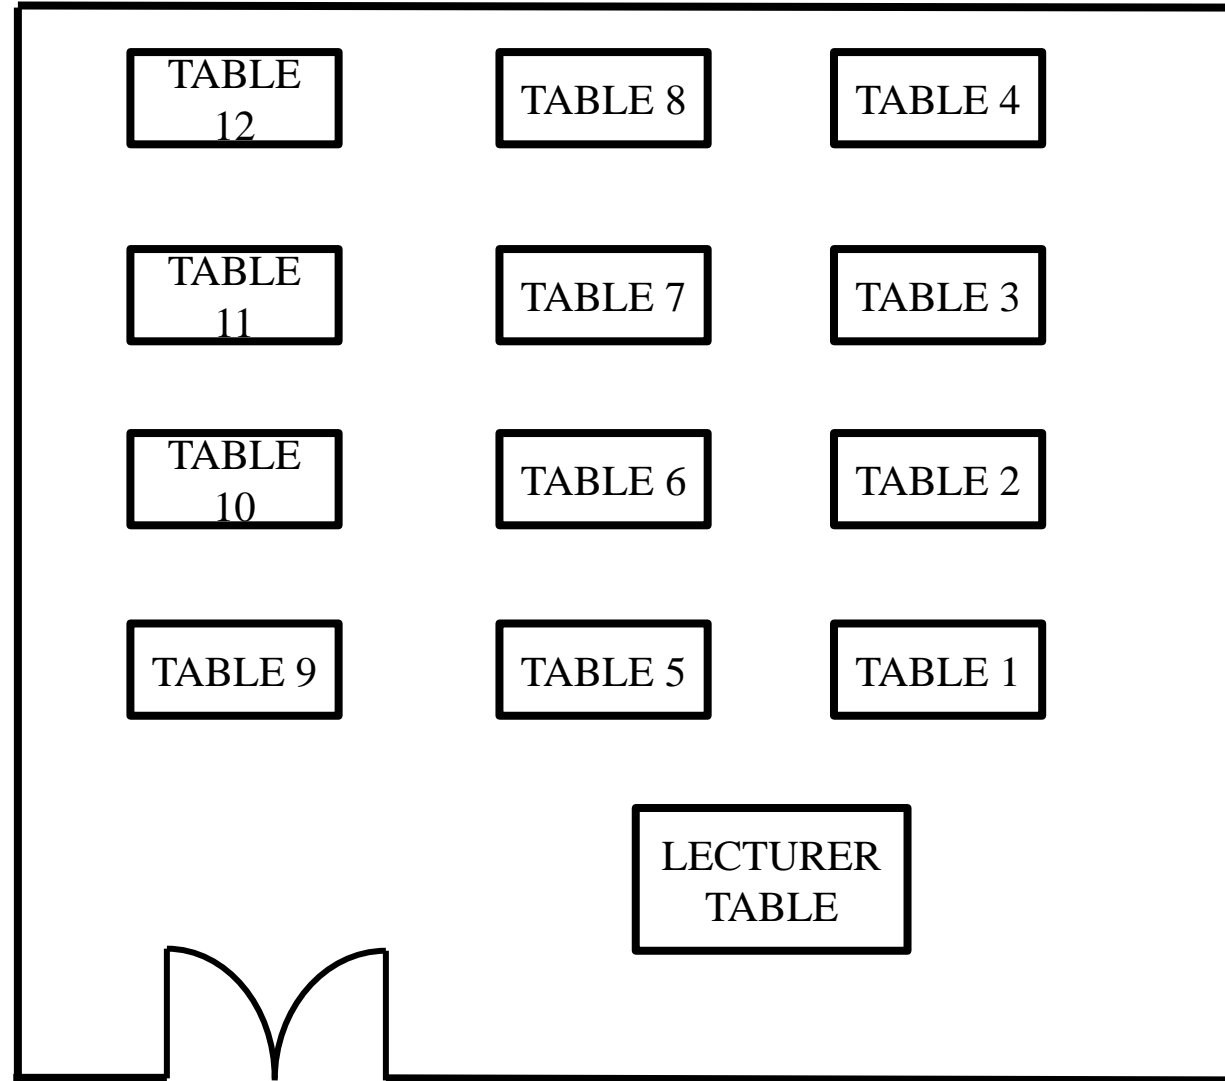 TABLE
12
TABLE 8
TABLE 4
TABLE
11
TABLE 7
TABLE 3
TABLE
10
TABLE 6
TABLE 2
TABLE 9
TABLE 5
TABLE 1
LECTURER
TABLE